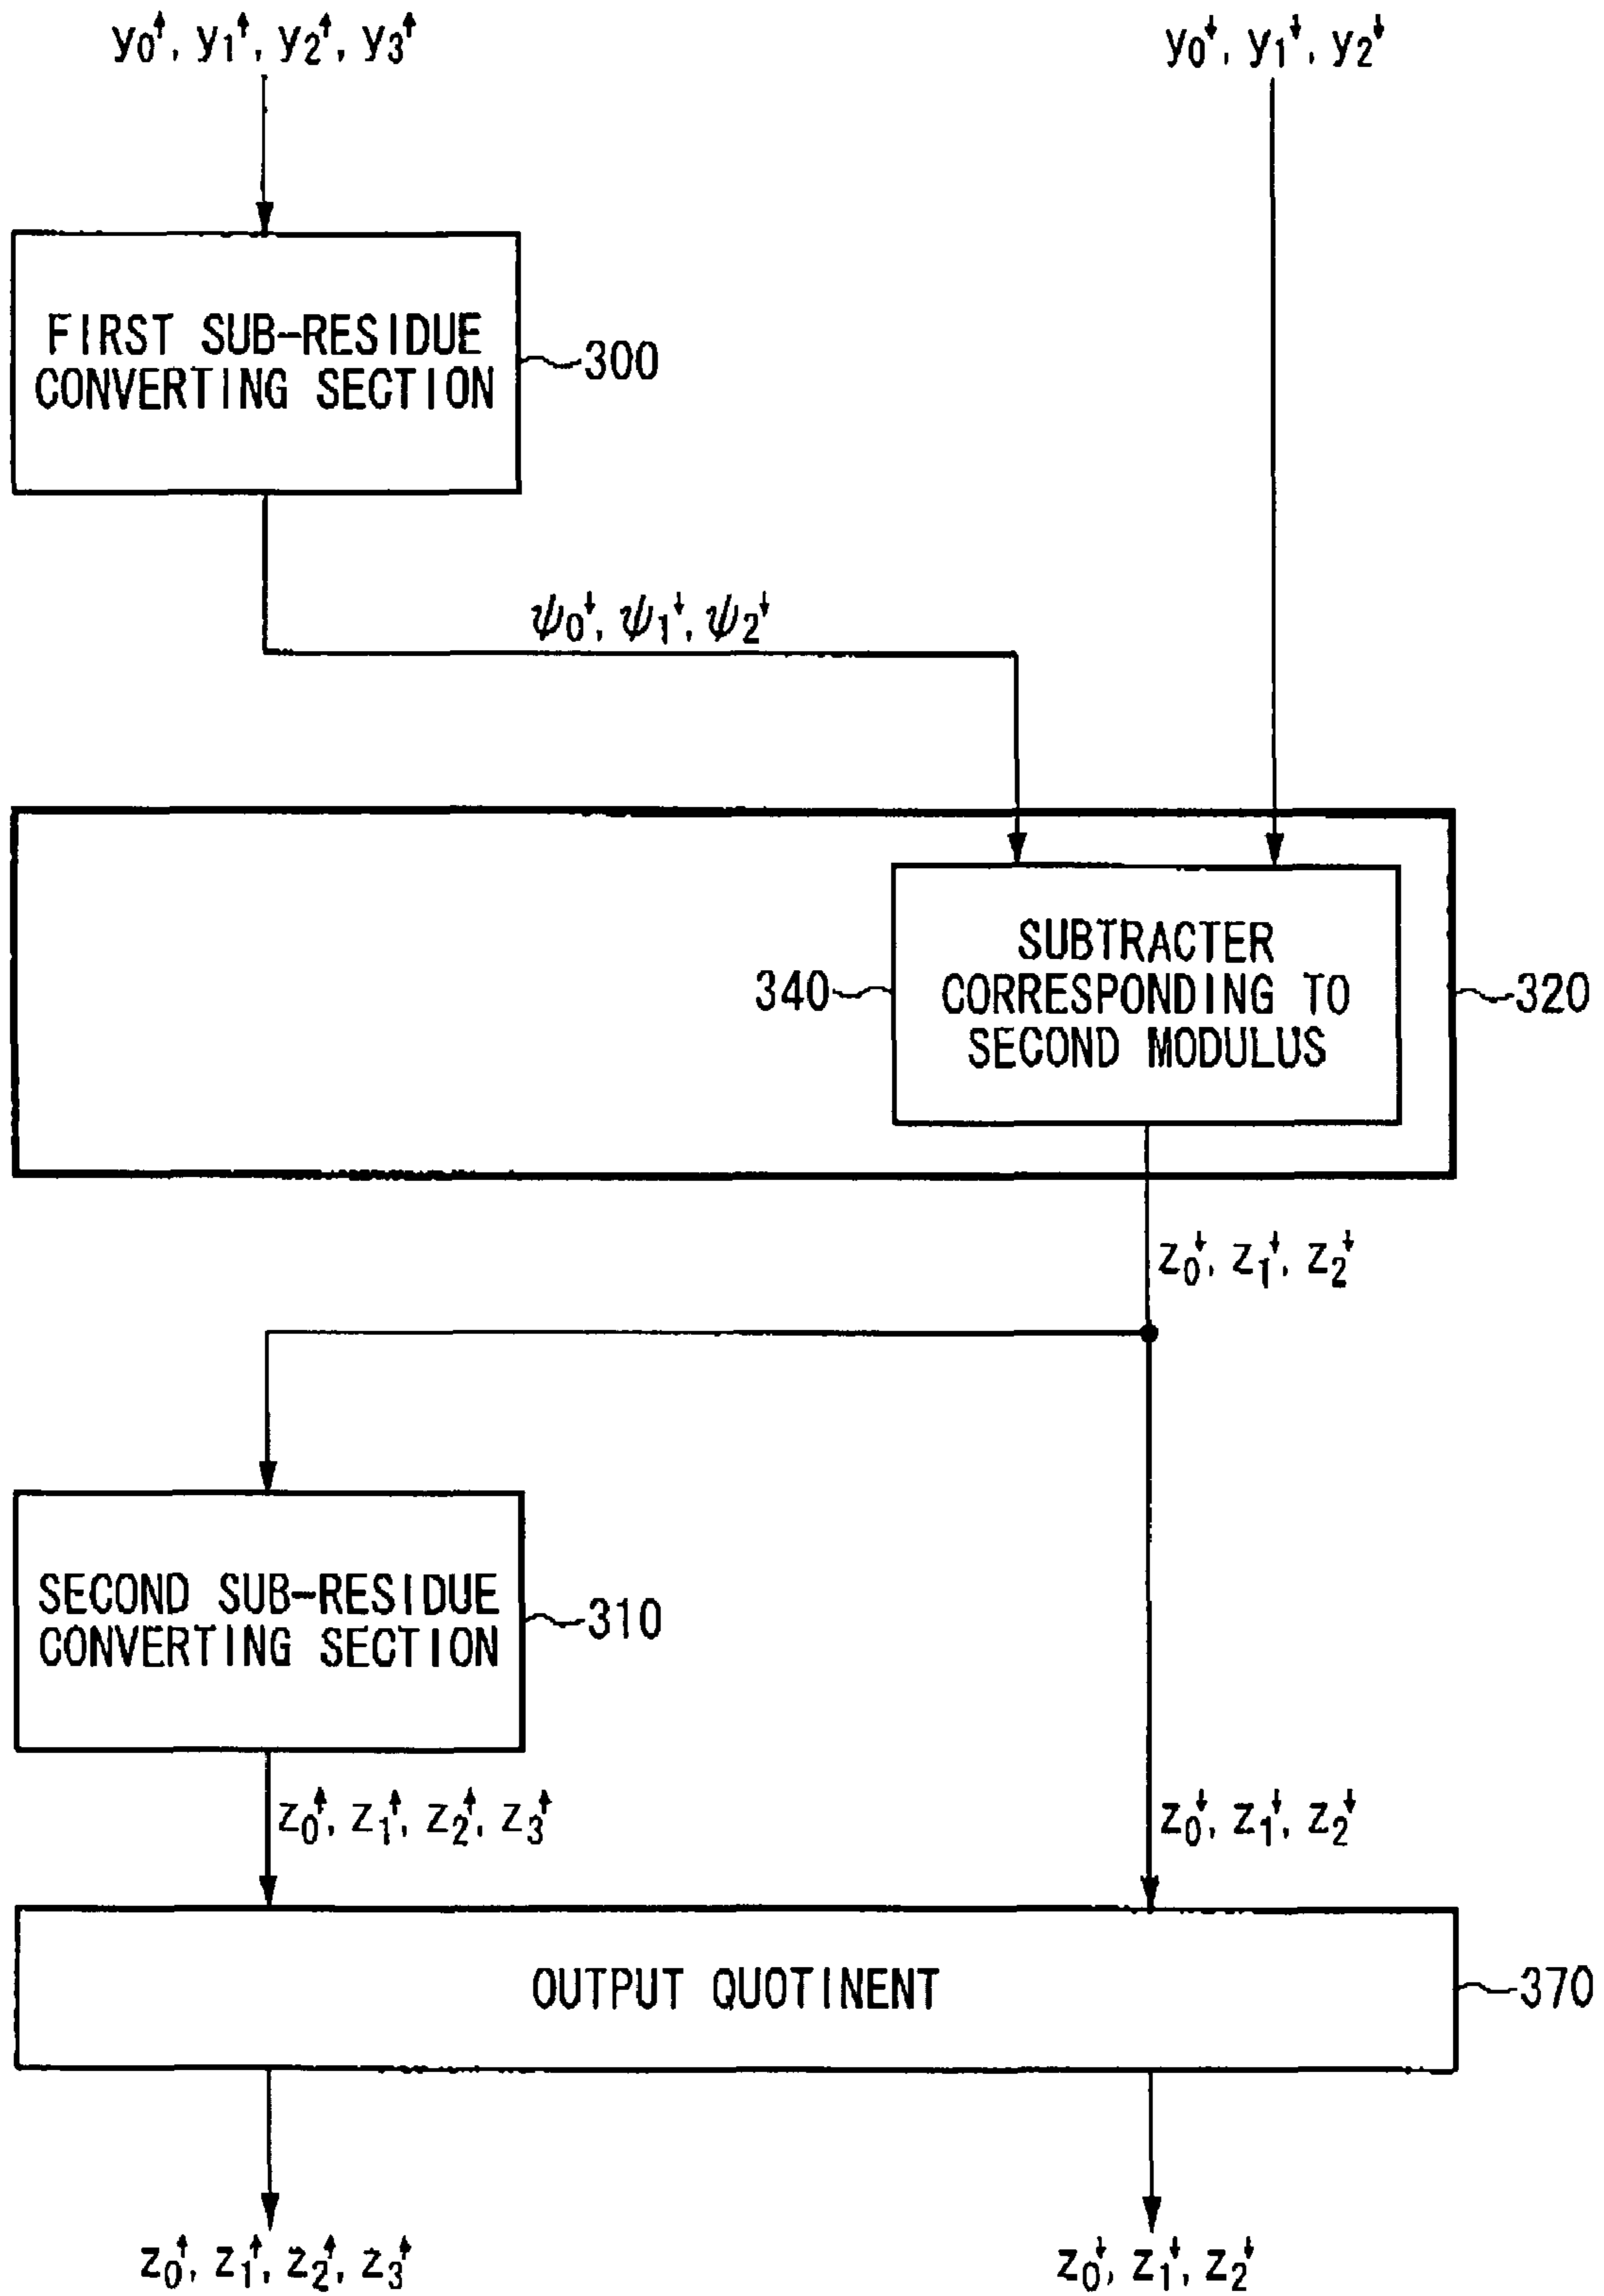 y₀↑, y₁↑, y₂↑, y₃↑
y₀↓, y₁↓, y₂↓
FIRST SUB-RESIDUE
CONVERTING SECTION
300
ψ₀↓, ψ₁↓, ψ₂↓
SUBTRACTER
CORRESPONDING TO
SECOND MODULUS
340
320
z₀↓, z₁↓, z₂↓
SECOND SUB-RESIDUE
CONVERTING SECTION
310
z₀↑, z₁↑, z₂↑, z₃↑
z₀↓, z₁↓, z₂↓
OUTPUT QUOTINENT
370
z₀↑, z₁↑, z₂↑, z₃↑
z₀↓, z₁↓, z₂↓